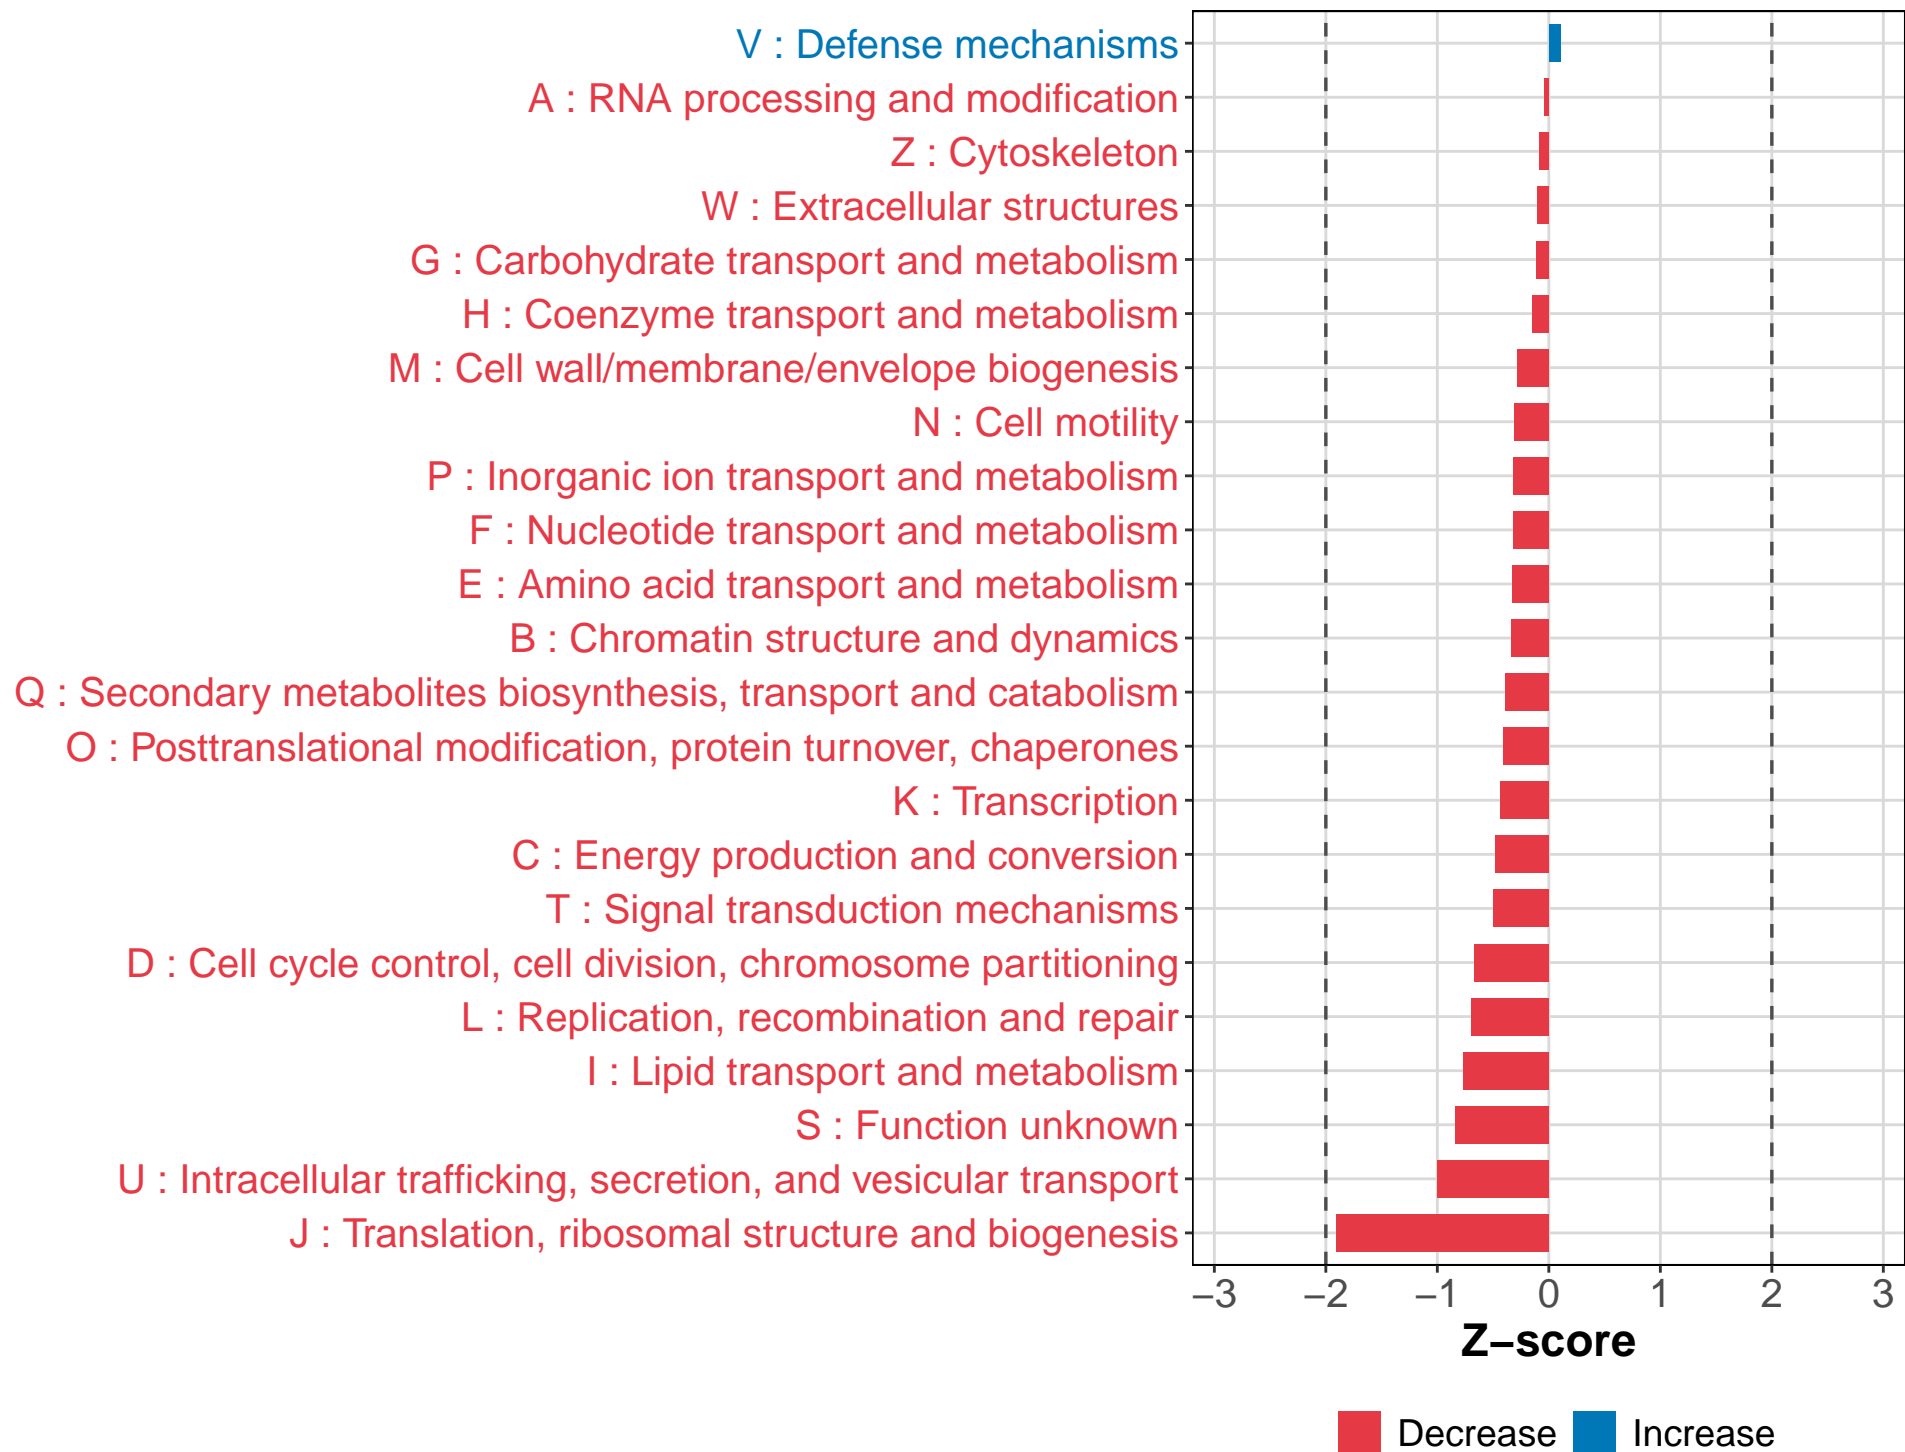 V : Defense mechanisms
A : RNA processing and modification
Z : Cytoskeleton
W : Extracellular structures
G : Carbohydrate transport and metabolism
H : Coenzyme transport and metabolism
M : Cell wall/membrane/envelope biogenesis
N : Cell motility
P : Inorganic ion transport and metabolism
F : Nucleotide transport and metabolism
E : Amino acid transport and metabolism
B : Chromatin structure and dynamics
Q : Secondary metabolites biosynthesis, transport and catabolism
O : Posttranslational modification, protein turnover, chaperones
K : Transcription
C : Energy production and conversion
T : Signal transduction mechanisms
D : Cell cycle control, cell division, chromosome partitioning
L : Replication, recombination and repair
I : Lipid transport and metabolism
S : Function unknown
U : Intracellular trafficking, secretion, and vesicular transport
J : Translation, ribosomal structure and biogenesis
−3 −2 −1 0 1 2 3
Z−score
Decrease Increase